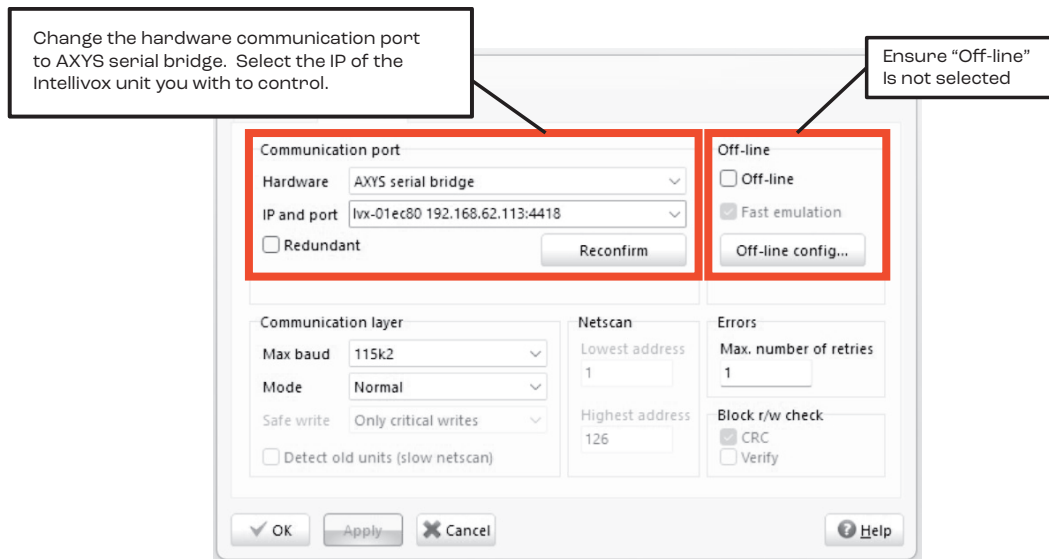 Change the hardware communication port
to AXYS serial bridge. Select the IP of the
Intellivox unit you with to control.
Ensure “Off-line”
Is not selected
Communication port
Hardware AXYS serial bridge
IP and port lvx-01ec80 192.168.62.113:4418
Redundant Reconfirm
Off-line
Off-line
Fast emulation
Off-line config...
Communication layer
Max baud 115k2
Mode Normal
Safe write Only critical writes
Detect old units (slow netscan)
Netscan
Lowest address
1
Highest address
126
Errors
Max. number of retries
1
Block r/w check
CRC
Verify
OK Apply Cancel Help